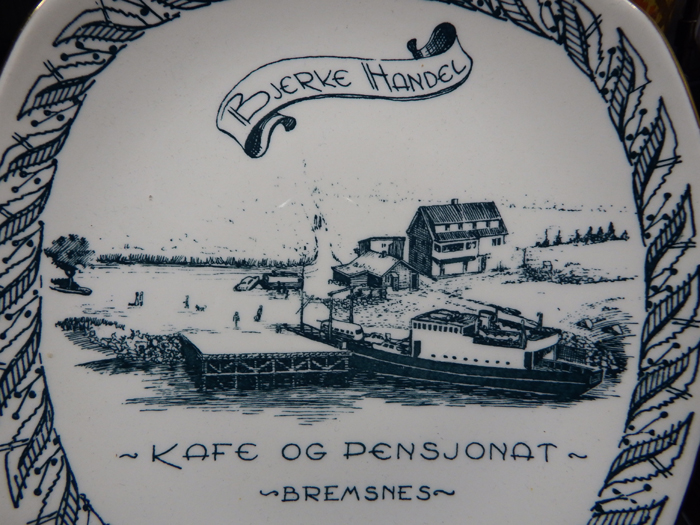 BJERKE HANDEL
~ KAFE OG PENSJONAT ~
~BREMSNES~